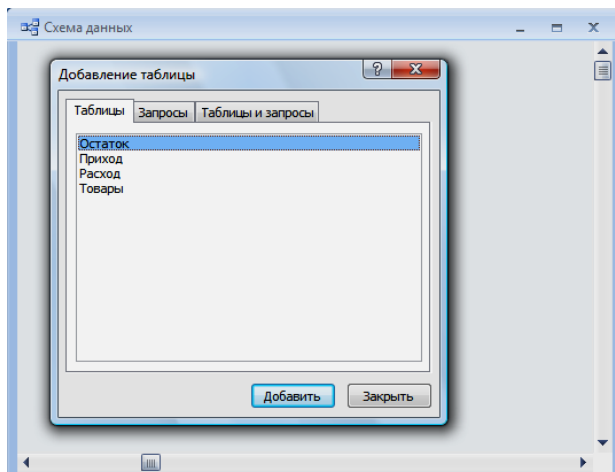 Схема данных
Добавление таблицы
Таблицы Запросы Таблицы и запросы
Остаток
Приход
Расход
Товары
Добавить Закрыть